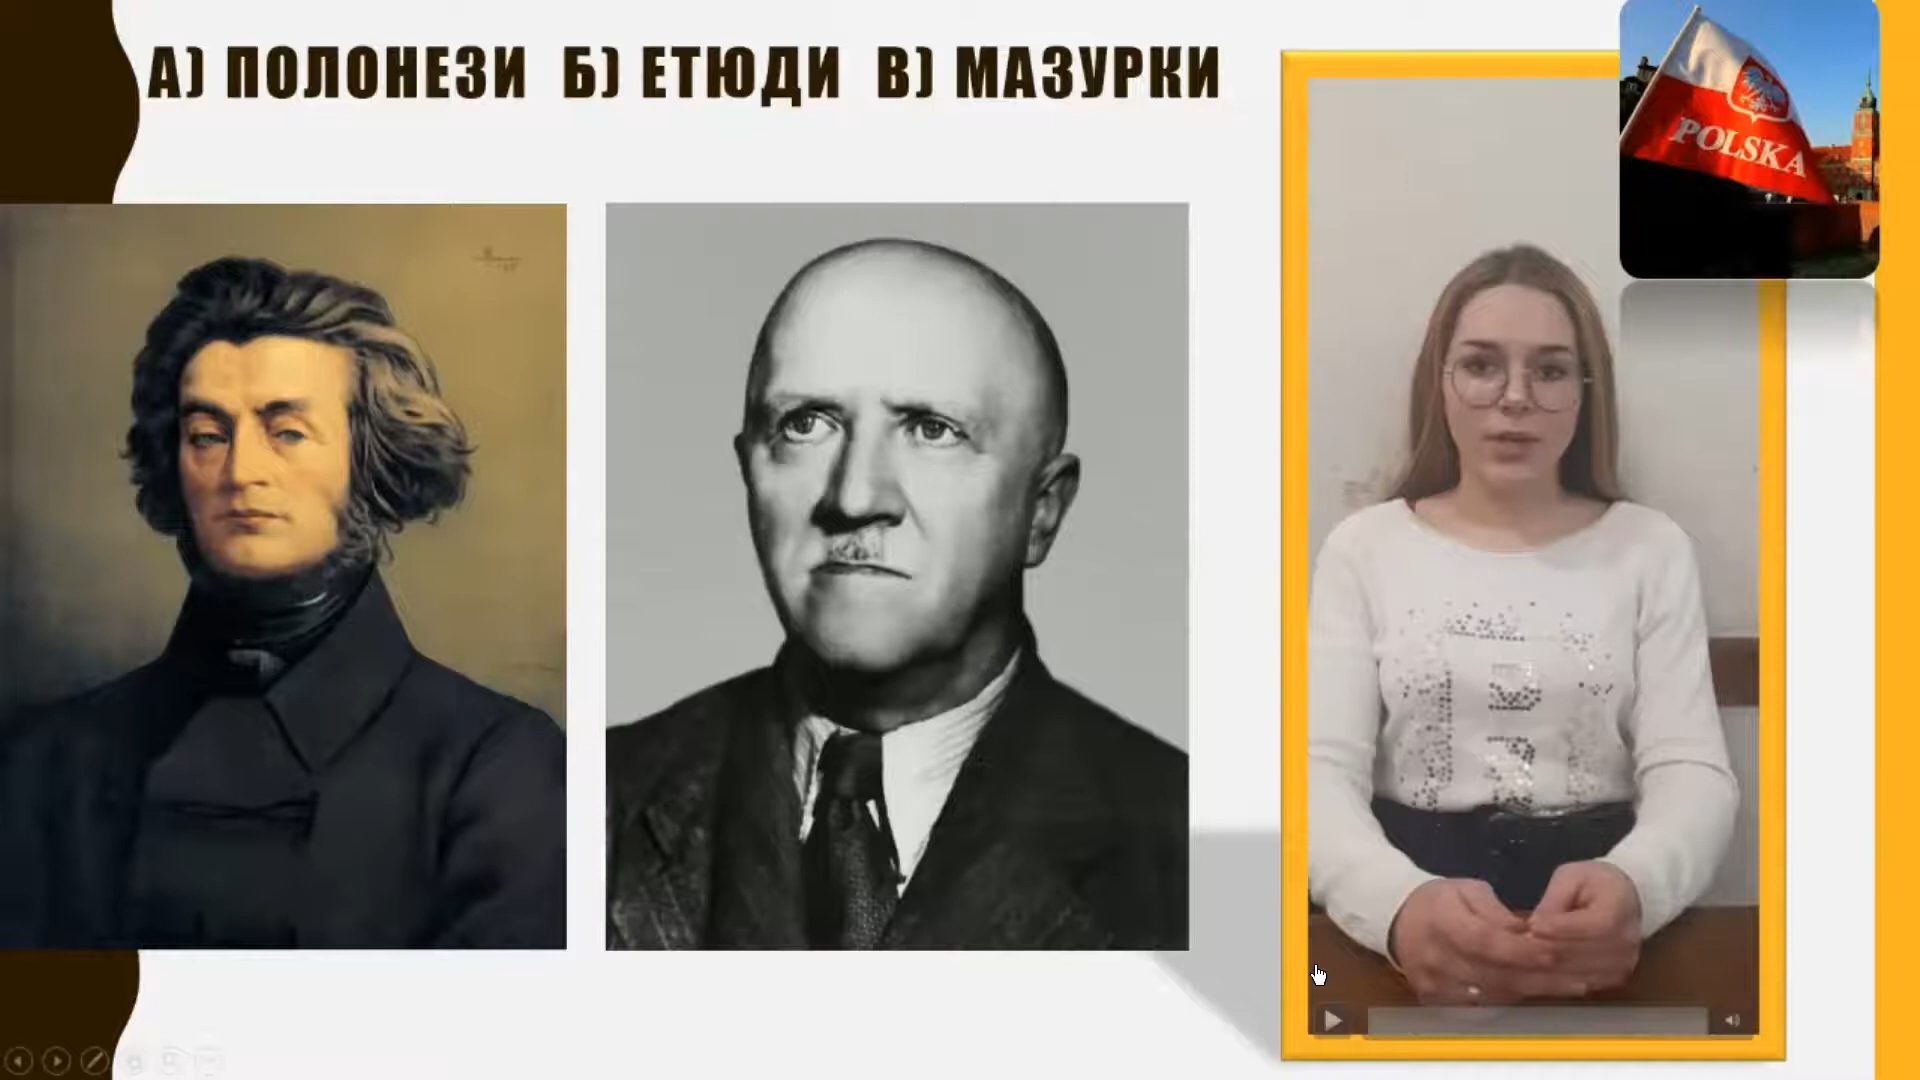 А) ПОЛОНЕЗИ Б) ЕТЮДИ В) МАЗУРКИ
POLSKA